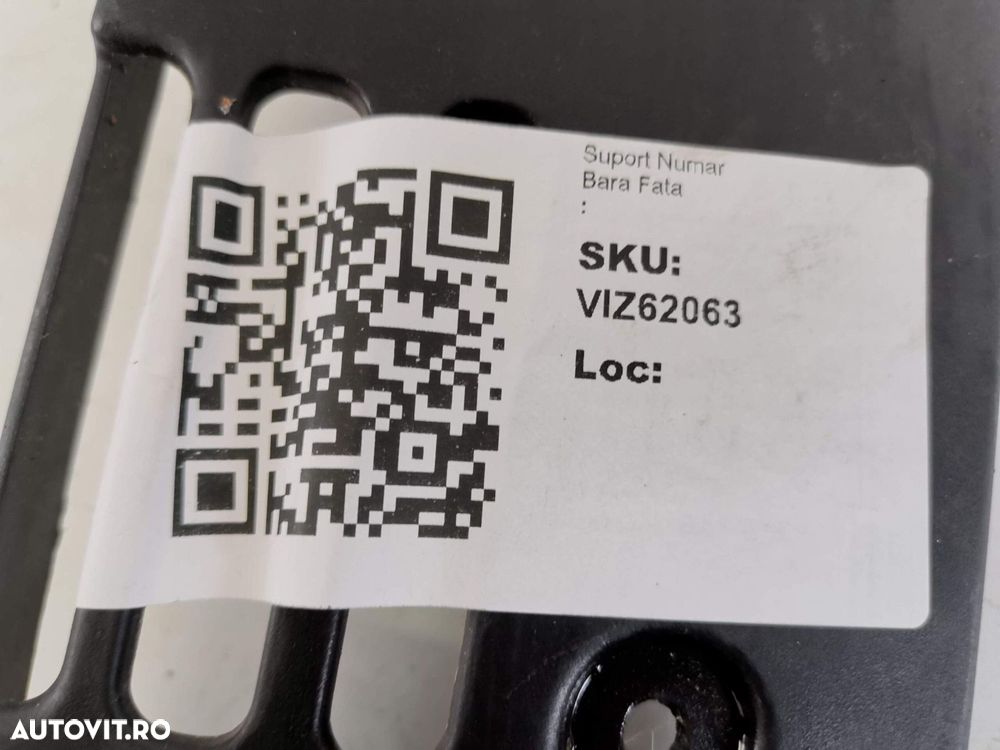 Suport Numar
Bara Fata
:
SKU:
VIZ62063
Loc:
AUTOVIT.RO